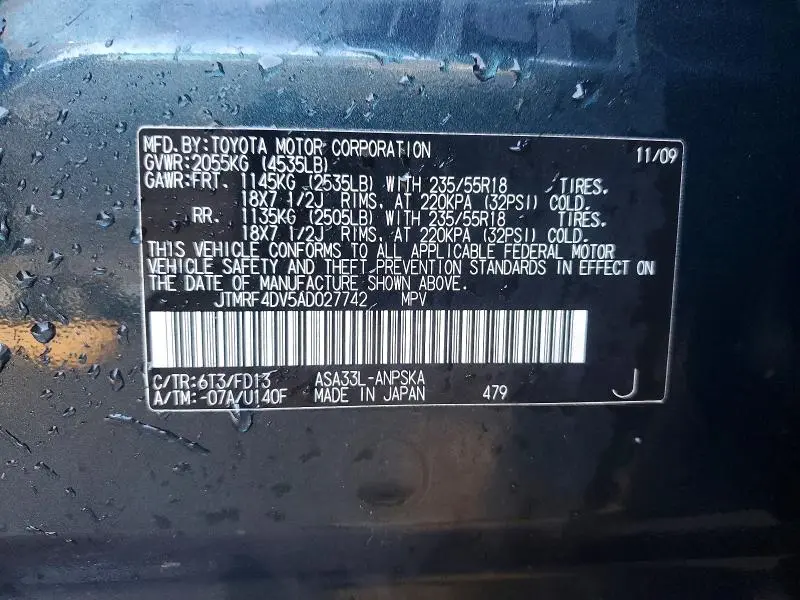 MFD.BY:TOYOTA MOTOR CORPORATION 11/09
GVWR:2055KG (4535LB)
GAWR:FRT. 1145KG (2535LB) WITH 235/55R18 TIRES,
18X7 1/2J RIMS, AT 220KPA (32PSI) COLD.
RR. 1135KG (2505LB) WITH 235/55R18 TIRES,
18X7 1/2J RIMS, AT 220KPA (32PSI) COLD.
THIS VEHICLE CONFORMS TO ALL APPLICABLE FEDERAL MOTOR
VEHICLE SAFETY AND THEFT PREVENTION STANDARDS IN EFFECT ON
THE DATE OF MANUFACTURE SHOWN ABOVE.
JTMRF4DV5AD027742 MPV
C/TR:6T3/FD13 ASA33L-ANPSKA
A/TM:-07A/U140F MADE IN JAPAN 479 J